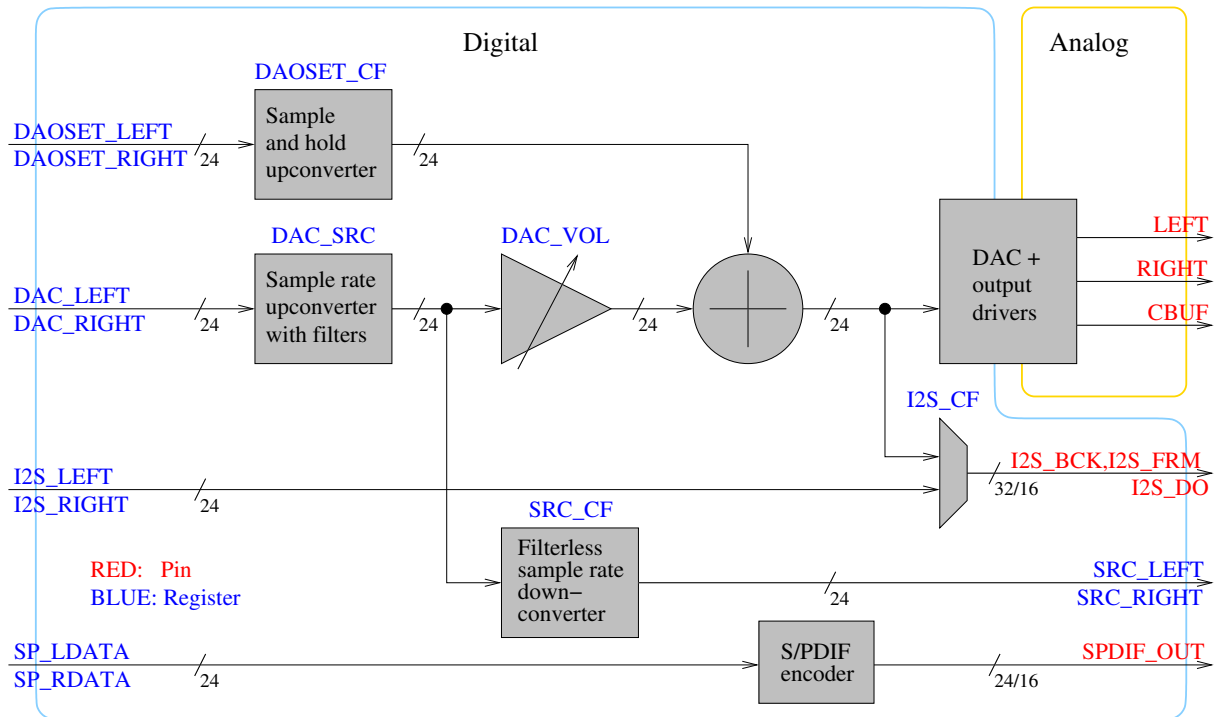 Digital
Analog
DAOSET_CF
DAOSET_LEFT
DAOSET_RIGHT
24
Sample
and hold
upconverter
24
DAC_SRC
DAC_VOL
DAC_LEFT
DAC_RIGHT
24
Sample rate
upconverter
with filters
24
24
24
DAC +
output
drivers
LEFT
RIGHT
CBUF
I2S_CF
I2S_LEFT
I2S_RIGHT
24
I2S_BCK,I2S_FRM
I2S_DO
32/16
SRC_CF
Filterless
sample rate
down−
converter
24
SRC_LEFT
SRC_RIGHT
RED: Pin
BLUE: Register
SP_LDATA
SP_RDATA
24
S/PDIF
encoder
24/16
SPDIF_OUT